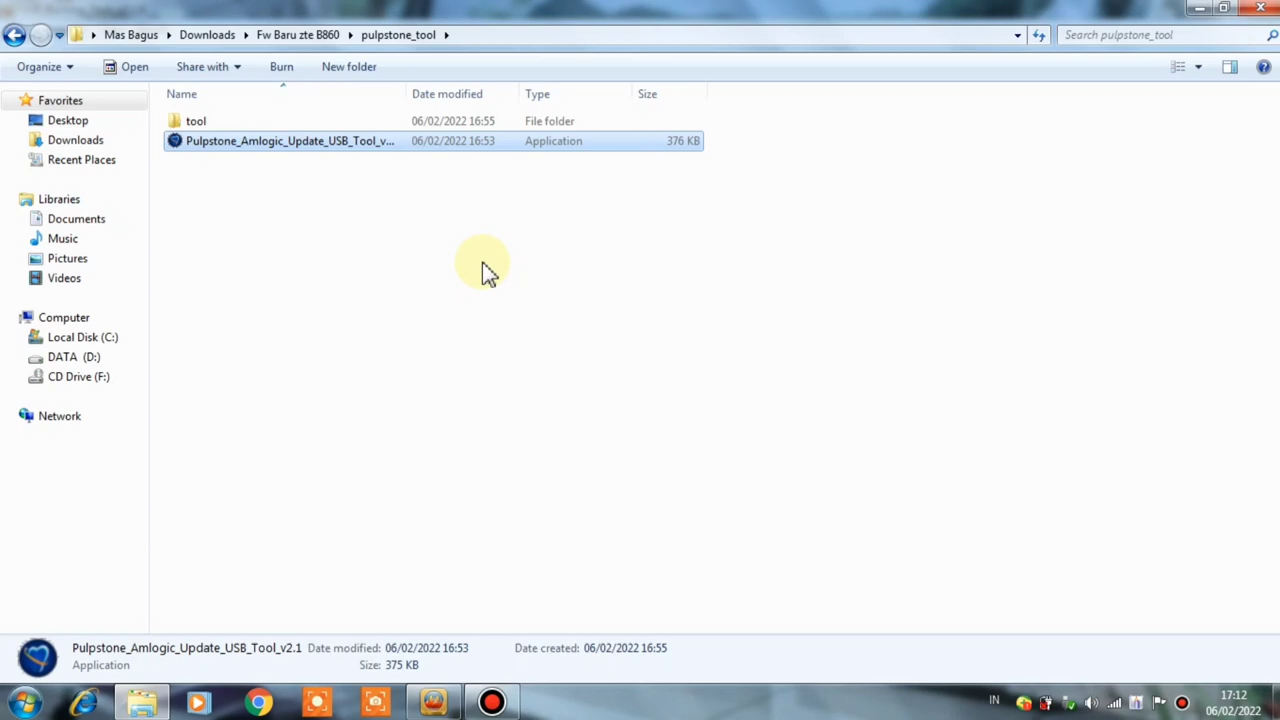 Mas Bagus
Downloads
Fw Baru zte B860
pulpstone_tool
Search pulpstone_tool
Organize
Open
Share with
Burn
New folder
Favorites
Desktop
Downloads
Recent Places
Libraries
Documents
Music
Pictures
Videos
Computer
Local Disk (C:)
DATA (D:)
CD Drive (F:)
Network
Name
Date modified
Type
Size
tool
06/02/2022 16:55
File folder
Pulpstone_Amlogic_Update_USB_Tool_v...
06/02/2022 16:53
Application
376 KB
Pulpstone_Amlogic_Update_USB_Tool_v2.1
Date modified: 06/02/2022 16:53
Date created: 06/02/2022 16:55
Application
Size: 375 KB
IN
17:12
06/02/2022